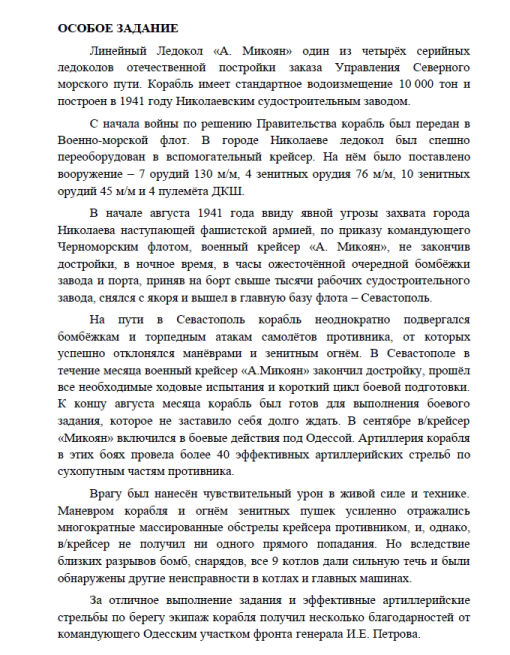 ОСОБОЕ ЗАДАНИЕ
Линейный Ледокол «А. Микоян» один из четырёх серийных
ледоколов отечественной постройки заказа Управления Северного
морского пути. Корабль имеет стандартное водоизмещение 10 000 тон и
построен в 1941 году Николаевским судостроительным заводом.
С начала войны по решению Правительства корабль был передан в
Военно-морской флот. В городе Николаеве ледокол был спешно
переоборудован в вспомогательный крейсер. На нём было поставлено
вооружение – 7 орудий 130 м/м, 4 зенитных орудия 76 м/м, 10 зенитных
орудий 45 м/м и 4 пулемёта ДКШ.
В начале августа 1941 года ввиду явной угрозы захвата города
Николаева наступающей фашистской армией, по приказу командующего
Черноморским флотом, военный крейсер «А. Микоян», не закончив
достройки, в ночное время, в часы ожесточённой очередной бомбёжки
завода и порта, приняв на борт свыше тысячи рабочих судостроительного
завода, снялся с якоря и вышел в главную базу флота – Севастополь.
На пути в Севастополь корабль неоднократно подвергался
бомбёжкам и торпедным атакам самолётов противника, от которых
успешно отклонялся манёврами и зенитным огнём. В Севастополе в
течение месяца военный крейсер «А.Микоян» закончил достройку, прошёл
все необходимые ходовые испытания и короткий цикл боевой подготовки.
К концу августа месяца корабль был готов для выполнения боевого
задания, которое не заставило себя долго ждать. В сентябре в/крейсер
«Микоян» включился в боевые действия под Одессой. Артиллерия корабля
в этих боях провела более 40 эффективных артиллерийских стрельб по
сухопутным частям противника.
Врагу был нанесён чувствительный урон в живой силе и технике.
Маневром корабля и огнём зенитных пушек усиленно отражались
многократные массированные обстрелы крейсера противником, и, однако,
в/крейсер не получил ни одного прямого попадания. Но вследствие
близких разрывов бомб, снарядов, все 9 котлов дали сильную течь и были
обнаружены другие неисправности в котлах и главных машинах.
За отличное выполнение задания и эффективные артиллерийские
стрельбы по берегу экипаж корабля получил несколько благодарностей от
командующего Одесским участком фронта генерала И.Е. Петрова.